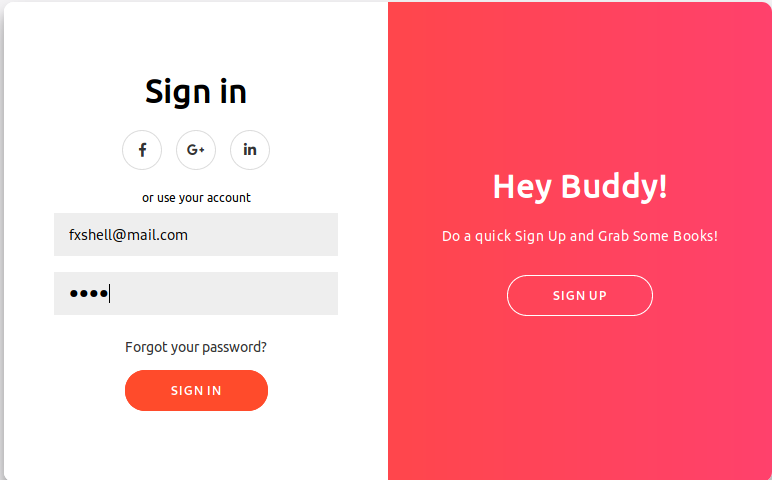 Sign in
f G+ in
or use your account
fxshell@mail.com
●●●●
Forgot your password?
SIGN IN
Hey Buddy!
Do a quick Sign Up and Grab Some Books!
SIGN UP